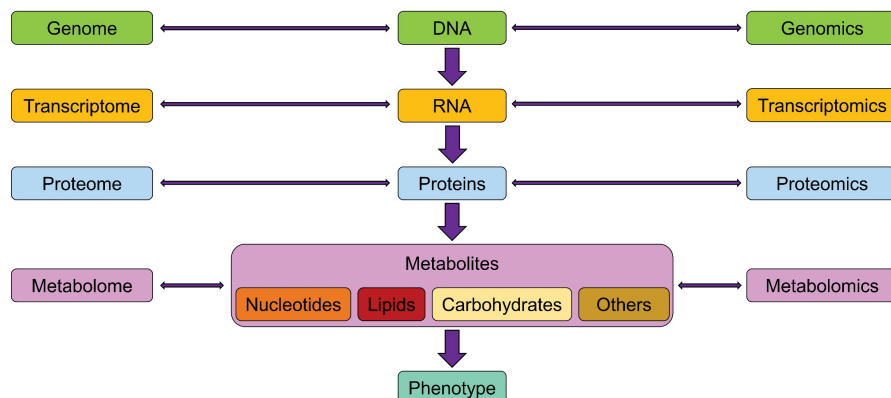 Genome
DNA
Genomics
Transcriptome
RNA
Transcriptomics
Proteome
Proteins
Proteomics
Metabolites
Metabolome
Metabolomics
Nucleotides
Lipids
Carbohydrates
Others
Phenotype